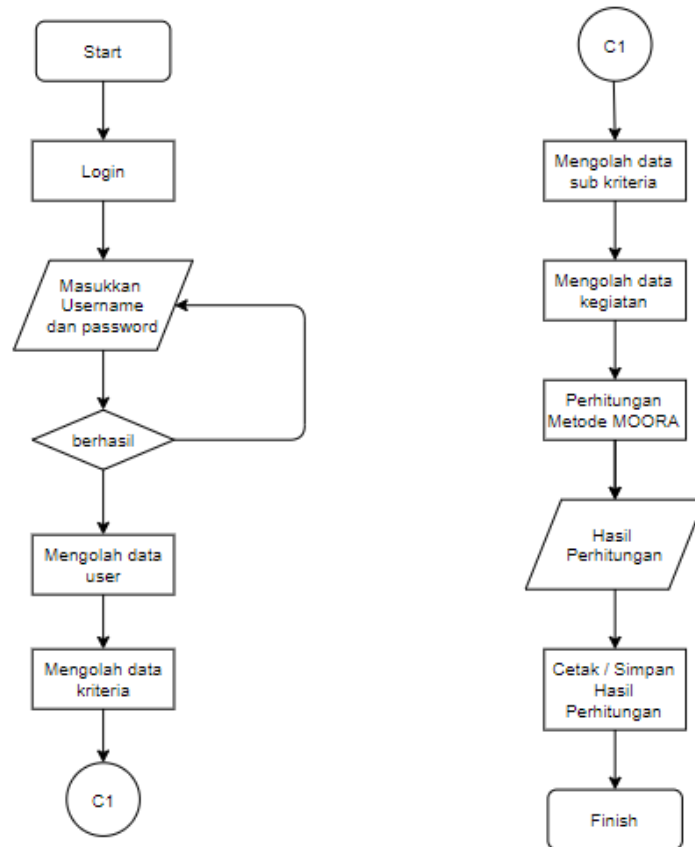 Start
Login
Masukkan
Username
dan password
berhasil
Mengolah data
user
Mengolah data
kriteria
C1
C1
Mengolah data
sub kriteria
Mengolah data
kegiatan
Perhitungan
Metode MOORA
Hasil
Perhitungan
Cetak / Simpan
Hasil
Perhitungan
Finish